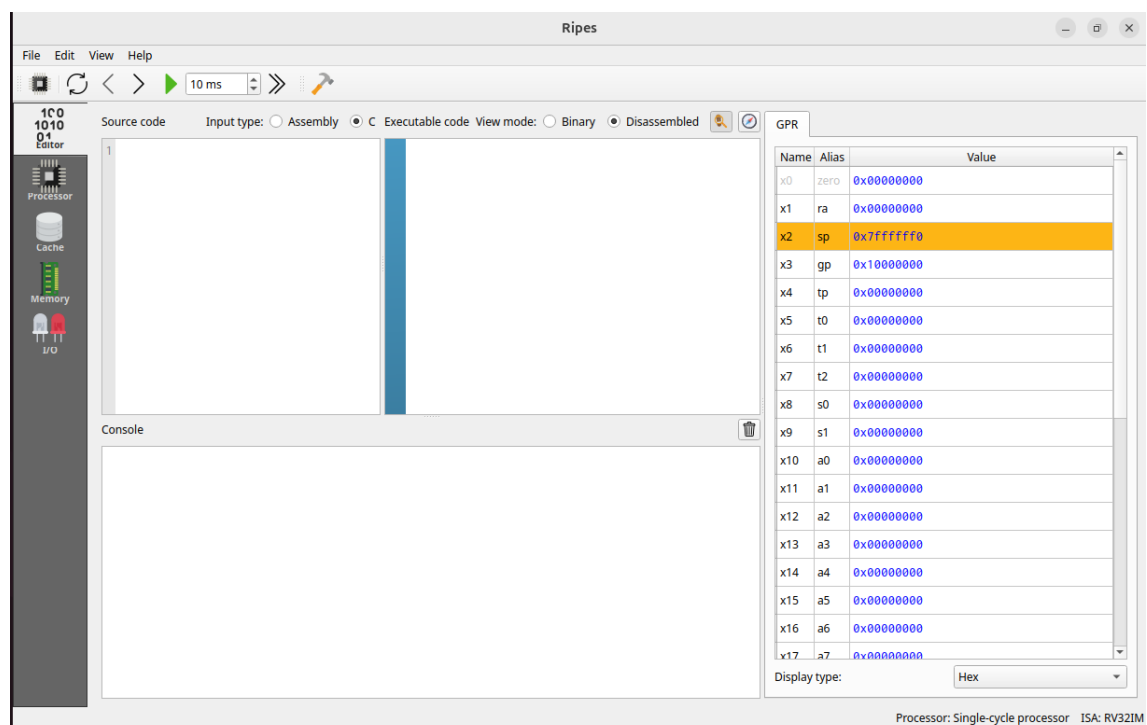 Ripes
File Edit View Help
10 ms
100
1010
01
Editor
Processor
Cache
Memory
I/O
Source code Input type: Assembly C Executable code View mode: Binary Disassembled
1
Console
GPR
Name Alias Value
x0 zero 0x00000000
x1 ra 0x00000000
x2 sp 0x7ffffff0
x3 gp 0x10000000
x4 tp 0x00000000
x5 t0 0x00000000
x6 t1 0x00000000
x7 t2 0x00000000
x8 s0 0x00000000
x9 s1 0x00000000
x10 a0 0x00000000
x11 a1 0x00000000
x12 a2 0x00000000
x13 a3 0x00000000
x14 a4 0x00000000
x15 a5 0x00000000
x16 a6 0x00000000
x17 a7 0x00000000
Display type: Hex
Processor: Single-cycle processor ISA: RV32IM